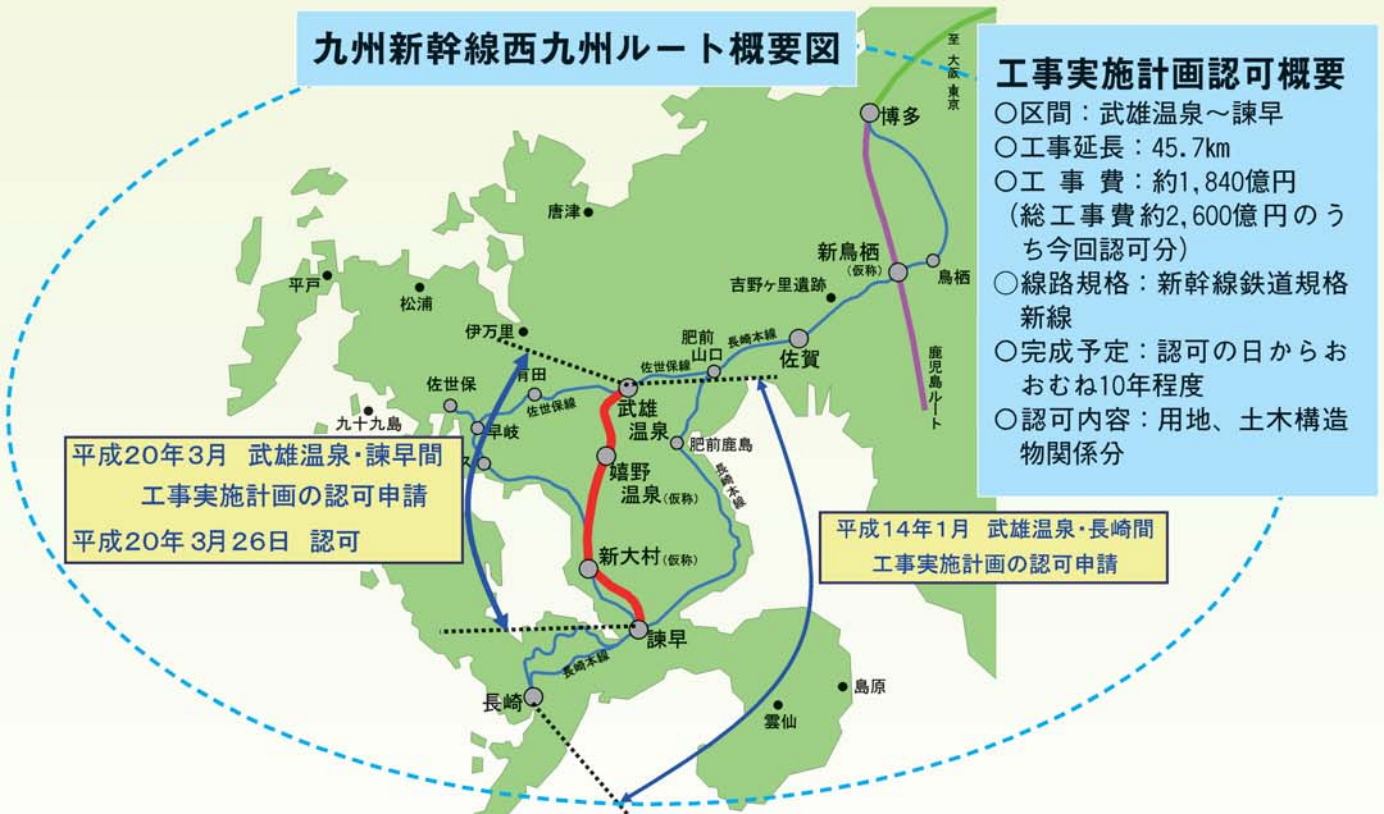 九州新幹線西九州ルート概要図
工事実施計画認可概要
○区間：武雄温泉～諫早
○工事延長：45.7km
○工 事 費：約1,840億円
(総工事費約2,600億円のう
ち今回認可分)
○線路規格：新幹線鉄道規格
新線
○完成予定：認可の日からお
おむね10年程度
○認可内容：用地、土木構造
物関係分
至 大阪 東京
博多
唐津
新鳥栖
(仮称)
鳥栖
平戸
松浦
吉野ヶ里遺跡
伊万里
肥前
山口
長崎本線
佐賀
佐世保線
鹿児島ルート
佐世保
有田
佐世保線
武雄
温泉
九十九島
早岐
肥前鹿島
長崎本線
嬉野
温泉(仮称)
ス
平成20年3月 武雄温泉・諫早間
工事実施計画の認可申請
平成20年3月26日 認可
平成14年1月 武雄温泉・長崎間
工事実施計画の認可申請
新大村(仮称)
諫早
長崎本線
長崎
島原
雲仙